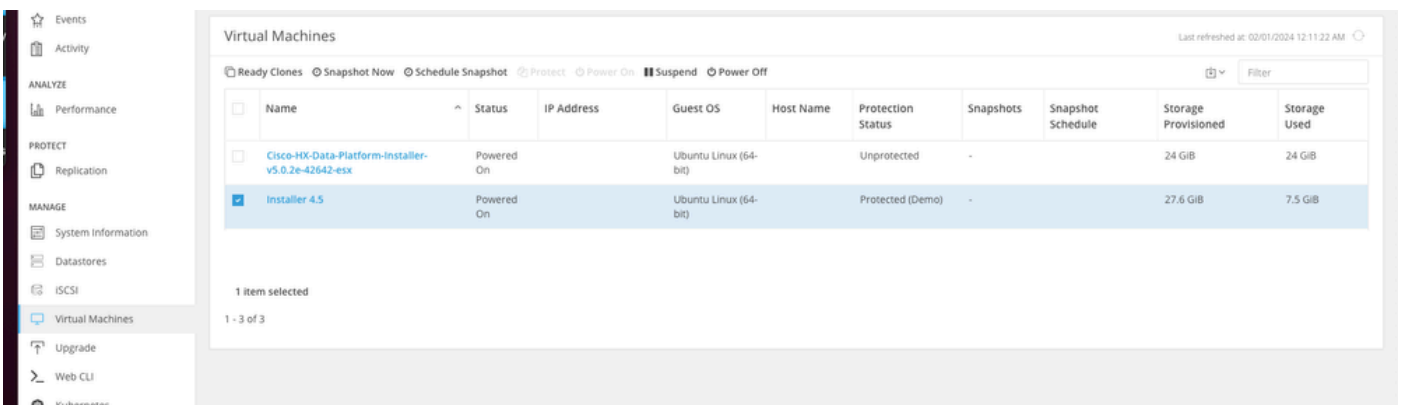 Events
Activity
ANALYZE
Performance
PROTECT
Replication
MANAGE
System Information
Datastores
iSCSI
Virtual Machines
Upgrade
Web CLI
Kubernetes
Virtual Machines
Last refreshed at: 02/01/2024 12:11:22 AM
Ready Clones Snapshot Now Schedule Snapshot Protect Power On Suspend Power Off
Filter
Name Status IP Address Guest OS Host Name Protection Status Snapshots Snapshot Schedule Storage Provisioned Storage Used
Cisco-HX-Data-Platform-Installer-v5.0.2e-42642-esx Powered On Ubuntu Linux (64-bit) Unprotected - 24 GiB 24 GiB
Installer 4.5 Powered On Ubuntu Linux (64-bit) Protected (Demo) - 27.6 GiB 7.5 GiB
1 item selected
1 - 3 of 3